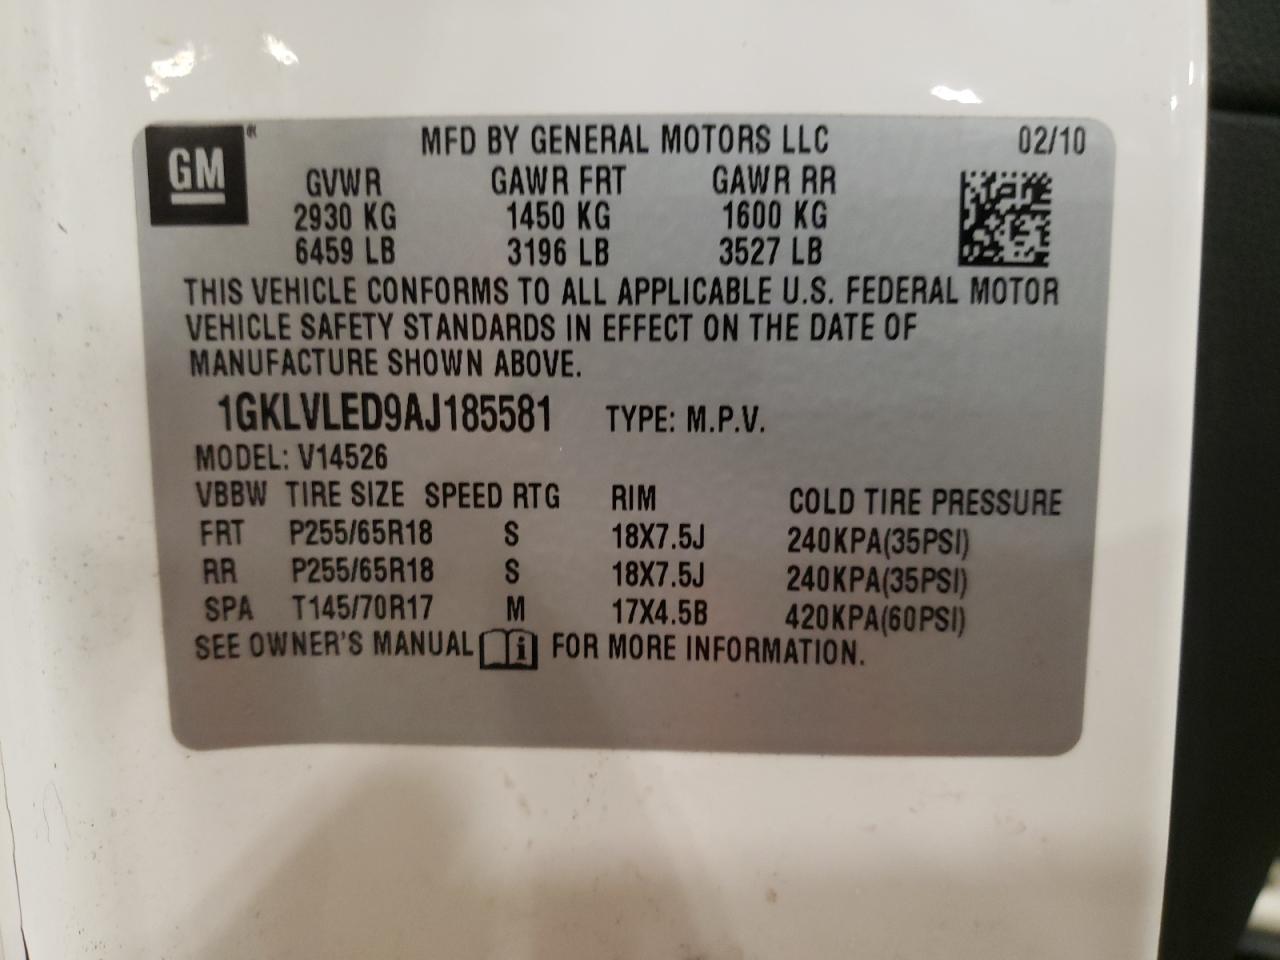 GM® MFD BY GENERAL MOTORS LLC 02/10
GVWR GAWR FRT GAWR RR
2930 KG 1450 KG 1600 KG
6459 LB 3196 LB 3527 LB
THIS VEHICLE CONFORMS TO ALL APPLICABLE U.S. FEDERAL MOTOR
VEHICLE SAFETY STANDARDS IN EFFECT ON THE DATE OF
MANUFACTURE SHOWN ABOVE.
1GKLVLED9AJ185581 TYPE: M.P.V.
MODEL: V14526
VBBW TIRE SIZE SPEED RTG RIM COLD TIRE PRESSURE
FRT P255/65R18 S 18X7.5J 240KPA(35PSI)
RR P255/65R18 S 18X7.5J 240KPA(35PSI)
SPA T145/70R17 M 17X4.5B 420KPA(60PSI)
SEE OWNER'S MANUAL i FOR MORE INFORMATION.